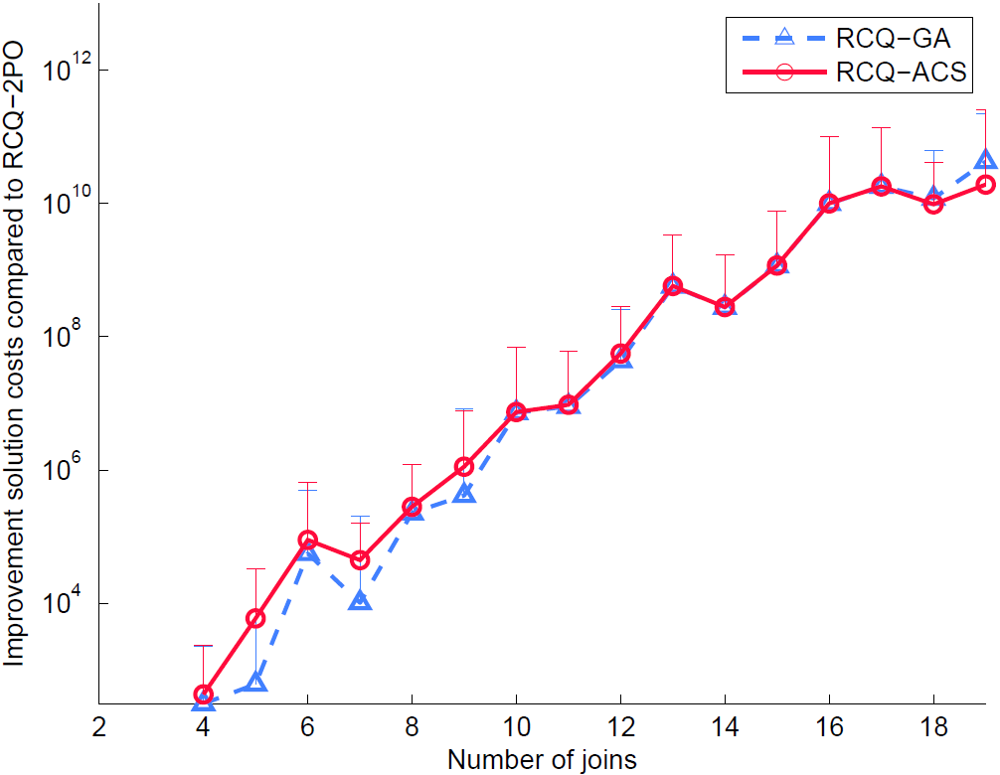 Improvement solution costs compared to RCQ−2PO
RCQ−GA
RCQ−ACS
10^12
10^10
10^8
10^6
10^4
2 4 6 8 10 12 14 16 18
Number of joins